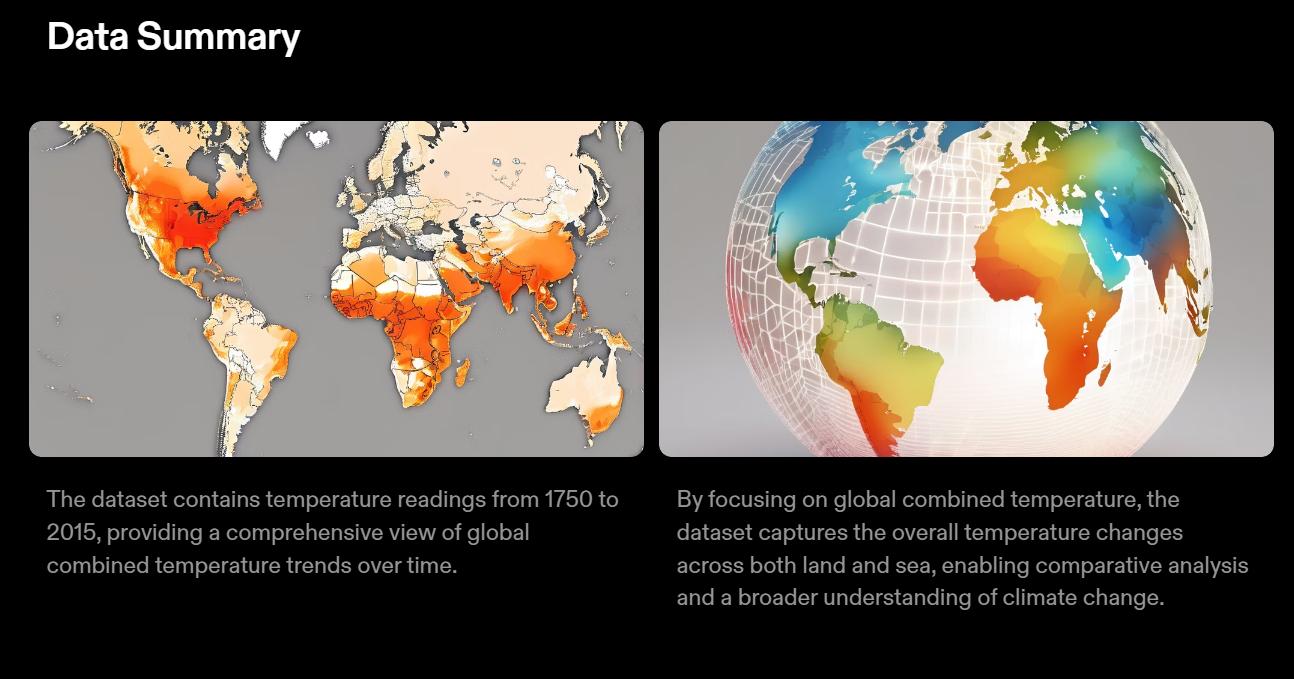 Data Summary
The dataset contains temperature readings from 1750 to
2015, providing a comprehensive view of global
combined temperature trends over time.
By focusing on global combined temperature, the
dataset captures the overall temperature changes
across both land and sea, enabling comparative analysis
and a broader understanding of climate change.